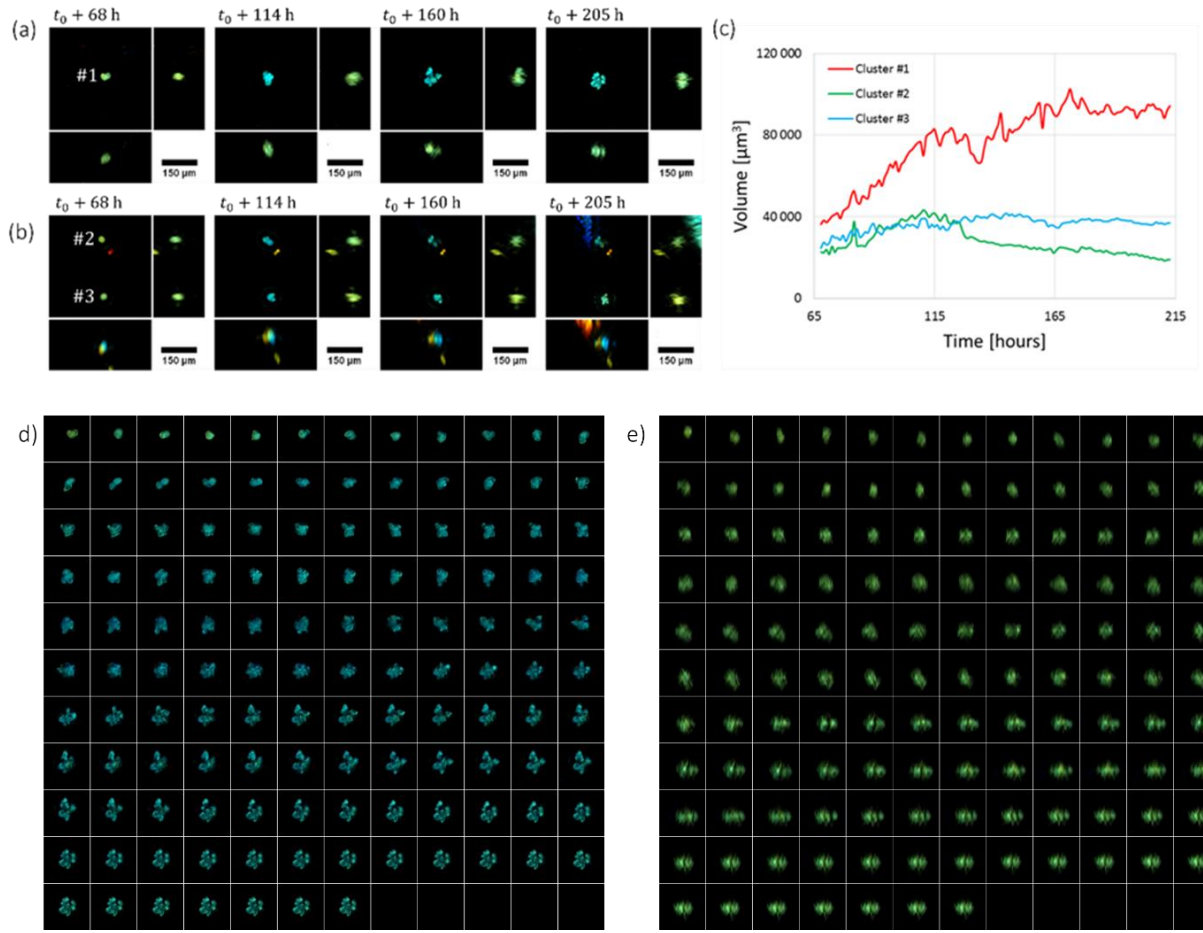 (a)
t₀ + 68 h
t₀ + 114 h
t₀ + 160 h
t₀ + 205 h
#1
150 µm
150 µm
150 µm
150 µm
(b)
t₀ + 68 h
t₀ + 114 h
t₀ + 160 h
t₀ + 205 h
#2
#3
150 µm
150 µm
150 µm
150 µm
(c)
120 000
80 000
40 000
0
Volume [µm³]
Cluster #1
Cluster #2
Cluster #3
65
115
165
215
Time [hours]
d)
e)